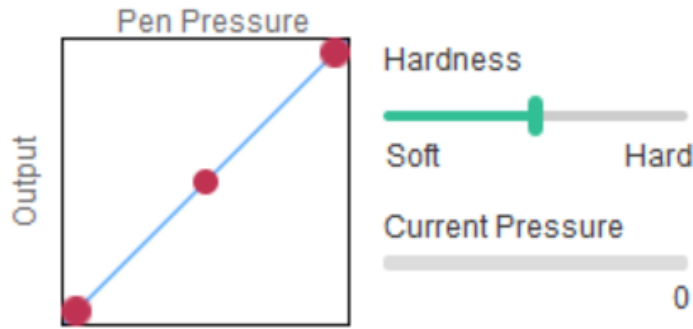 Pen Pressure
Output
Hardness
Soft Hard
Current Pressure
0